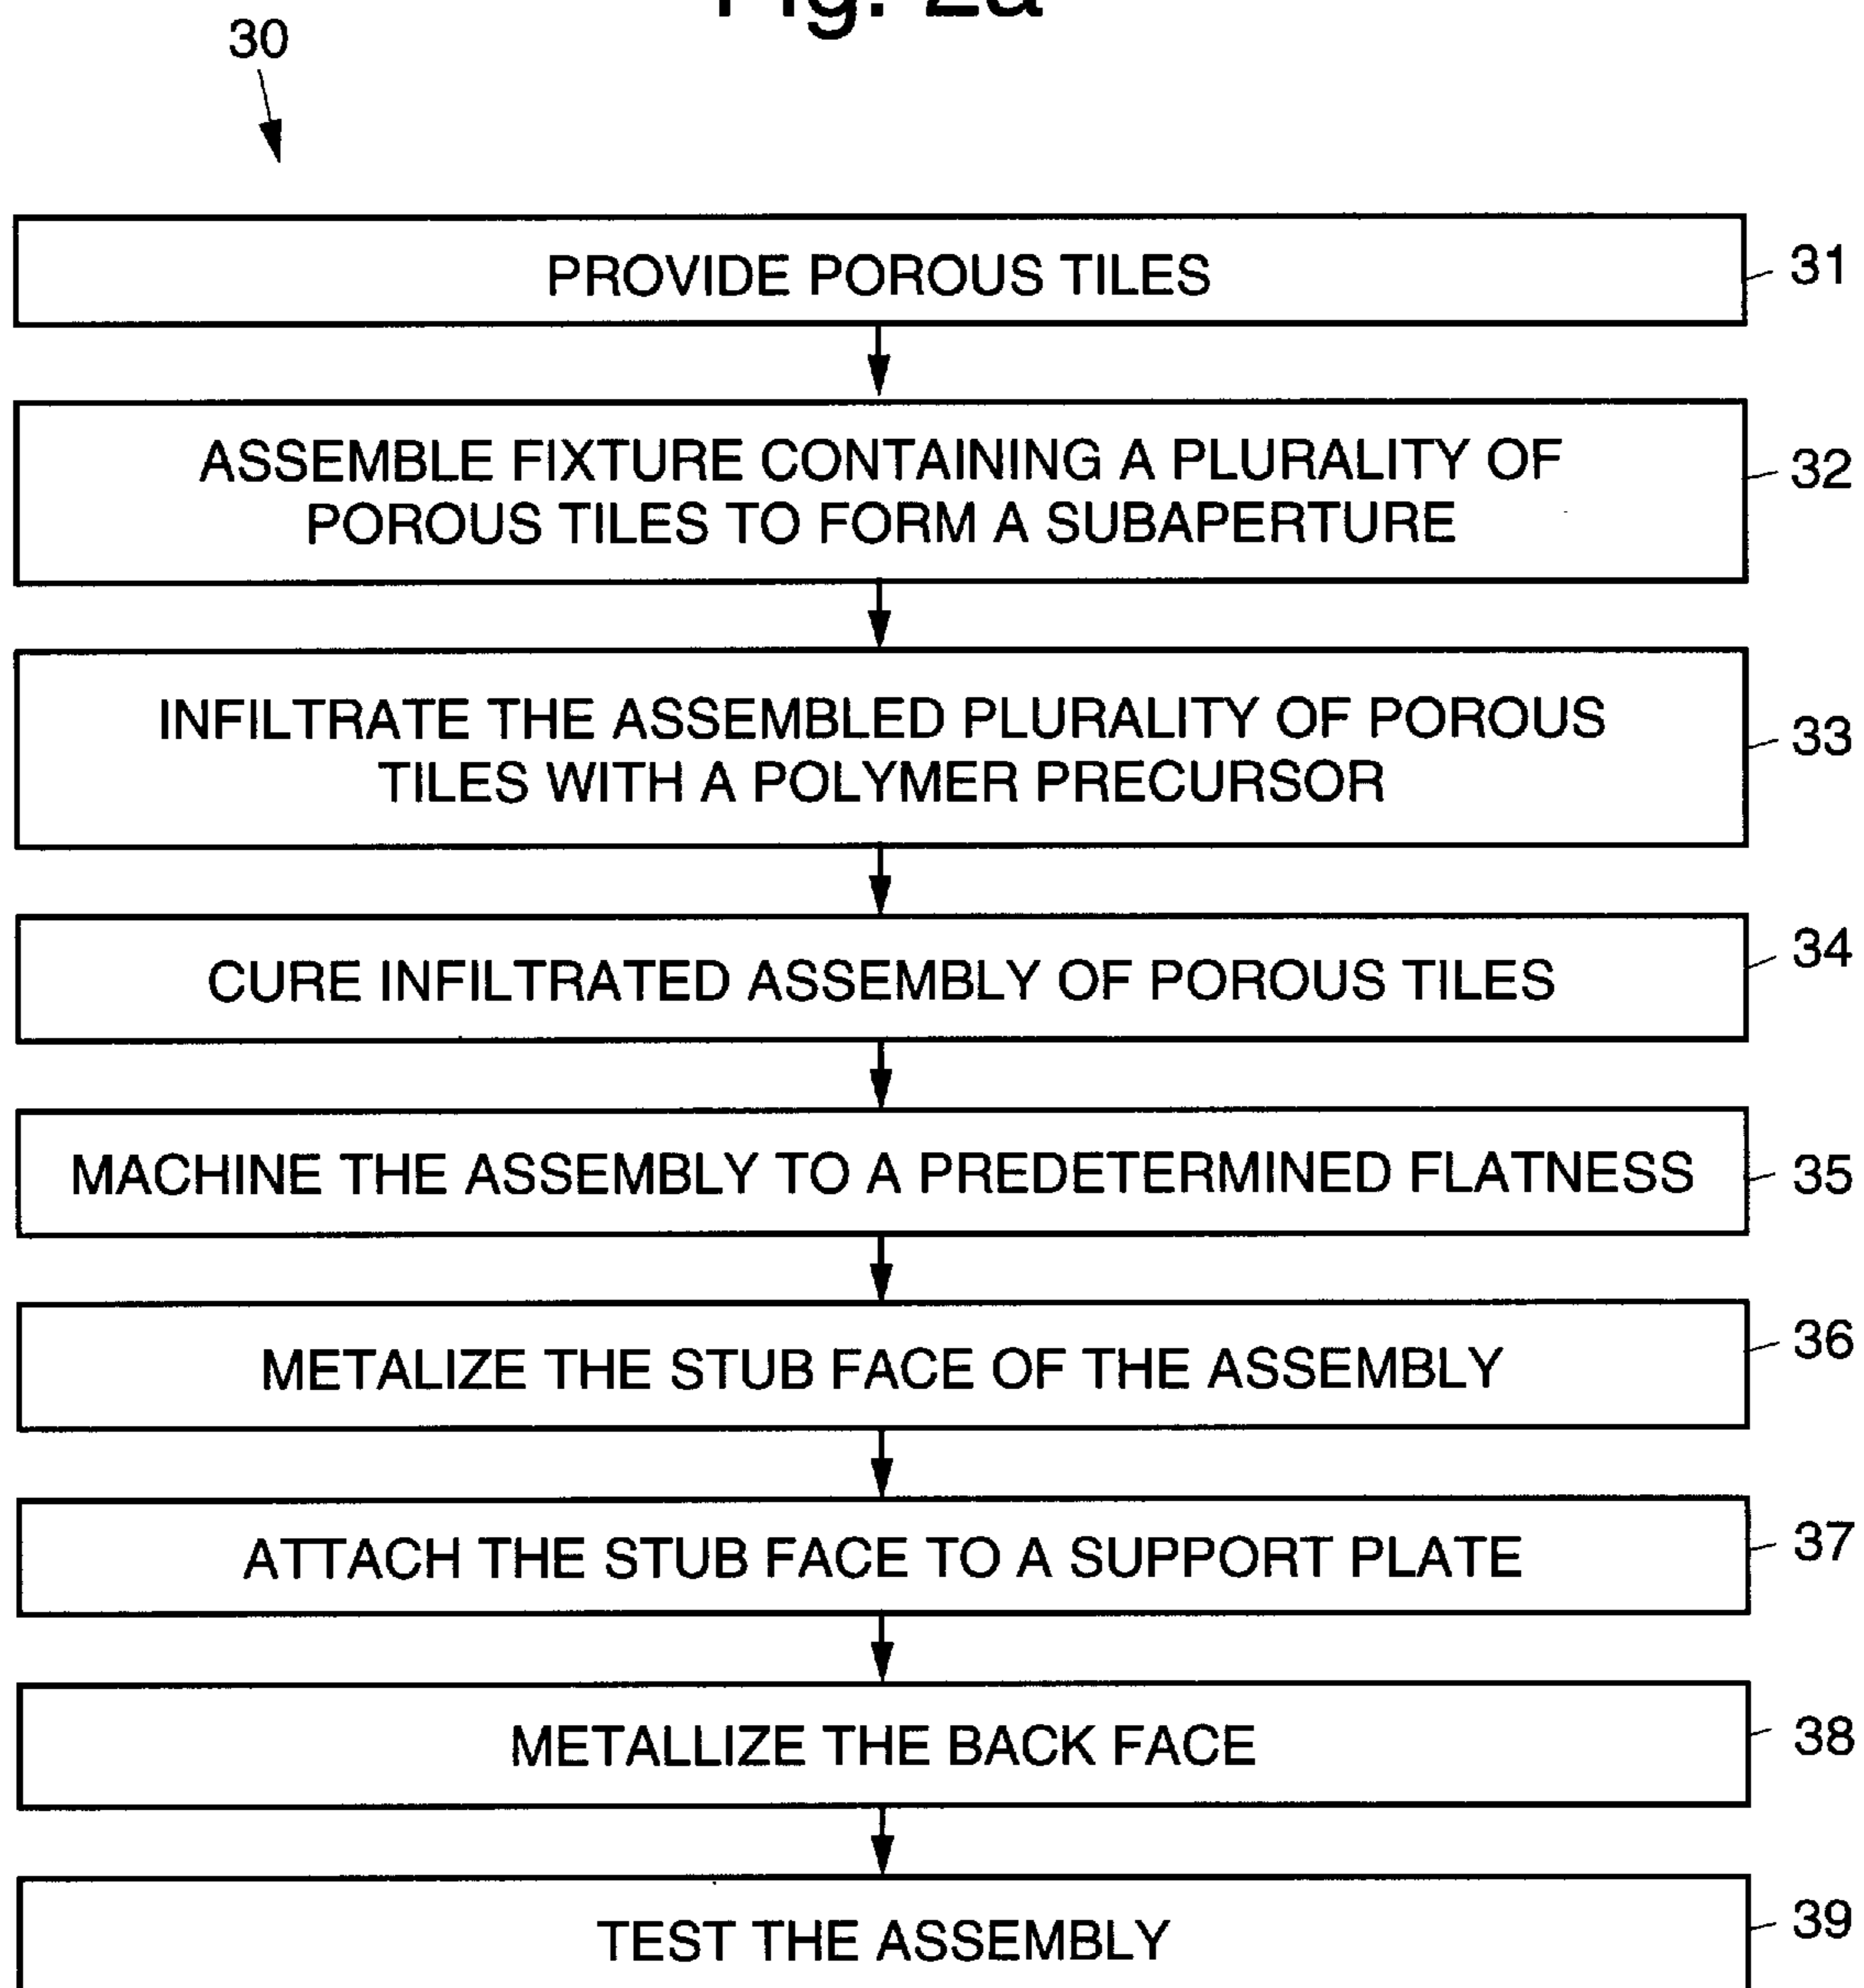 Fig. 2a
30
PROVIDE POROUS TILES
31
ASSEMBLE FIXTURE CONTAINING A PLURALITY OF
POROUS TILES TO FORM A SUBAPERTURE
32
INFILTRATE THE ASSEMBLED PLURALITY OF POROUS
TILES WITH A POLYMER PRECURSOR
33
CURE INFILTRATED ASSEMBLY OF POROUS TILES
34
MACHINE THE ASSEMBLY TO A PREDETERMINED FLATNESS
35
METALIZE THE STUB FACE OF THE ASSEMBLY
36
ATTACH THE STUB FACE TO A SUPPORT PLATE
37
METALLIZE THE BACK FACE
38
TEST THE ASSEMBLY
39